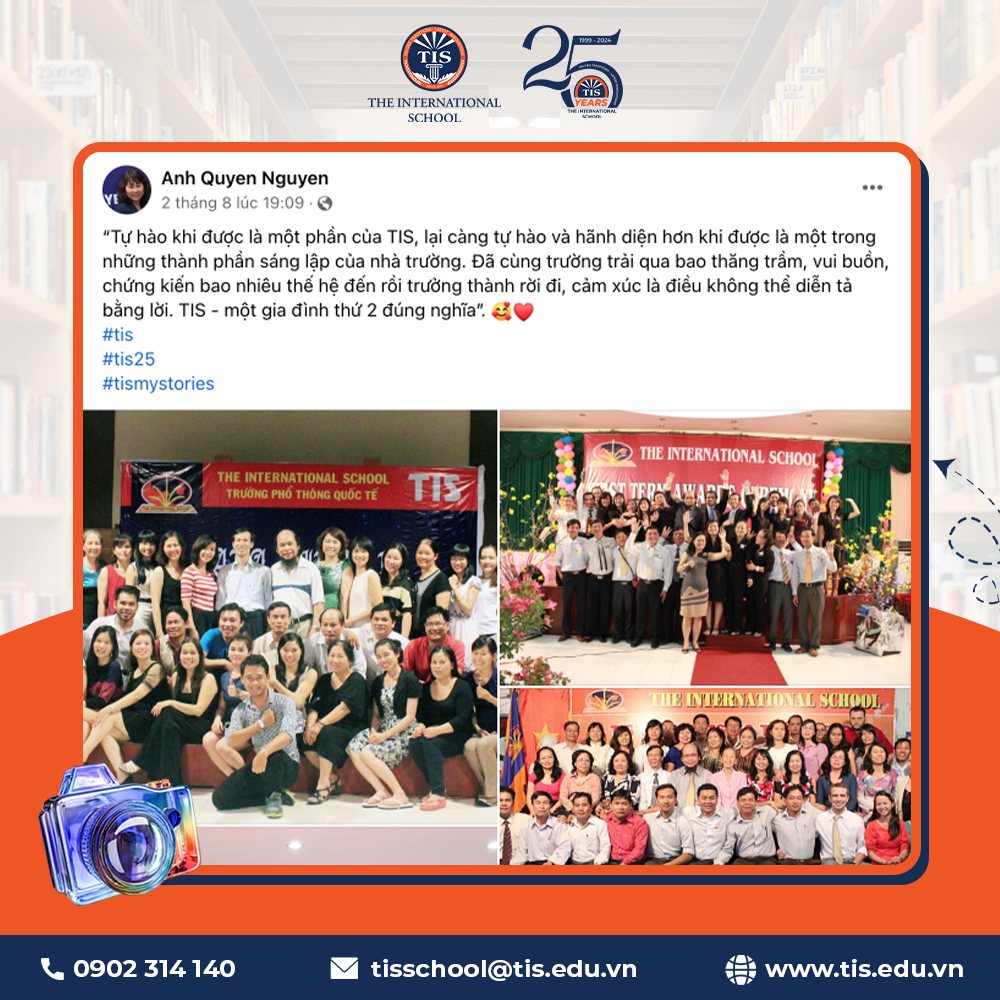 TIS
THE INTERNATIONAL
SCHOOL
25
1999 - 2024
TIS
YEARS
THE INTERNATIONAL
SCHOOL
Anh Quyen Nguyen
2 tháng 8 lúc 19:09 ·
“Tự hào khi được là một phần của TIS, lại càng tự hào và hãnh diện hơn khi được là một trong
những thành phần sáng lập của nhà trường. Đã cùng trường trải qua bao thăng trầm, vui buồn,
chứng kiến bao nhiêu thế hệ đến rồi trưởng thành rời đi, cảm xúc là điều không thể diễn tả
bằng lời. TIS - một gia đình thứ 2 đúng nghĩa”. 🥰❤️
#tis
#tis25
#tismystories
THE INTERNATIONAL SCHOOL
TRƯỜNG PHỔ THÔNG QUỐC TẾ
TIS
THE INTERNATIONAL SCHOOL
TERM AWARDS
THE INTERNATIONAL SCHOOL
0902 314 140
tisschool@tis.edu.vn
www.tis.edu.vn